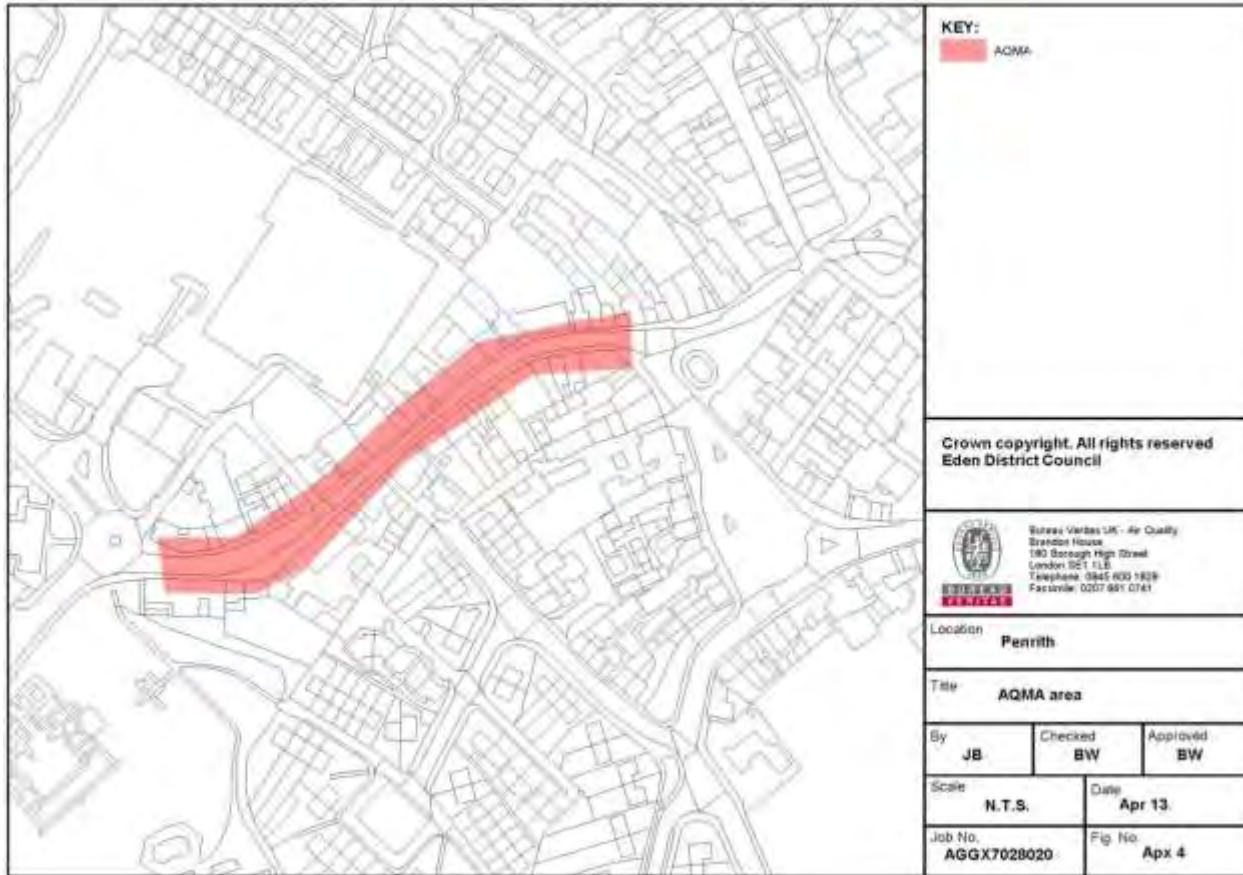 KEY:
AQMA
Crown copyright. All rights reserved
Eden District Council
Bureau Veritas UK - Air Quality
Brandon House
180 Borough High Street
London SE1 1LB
Telephone: 0845 600 1828
Facsimile: 0207 661 0741
BUREAU
VERITAS
Location
Penrith
Title
AQMA area
By
JB
Checked
BW
Approved
BW
Scale
N.T.S.
Date
Apr 13
Job No.
AGGX7028020
Fig. No.
Apx 4